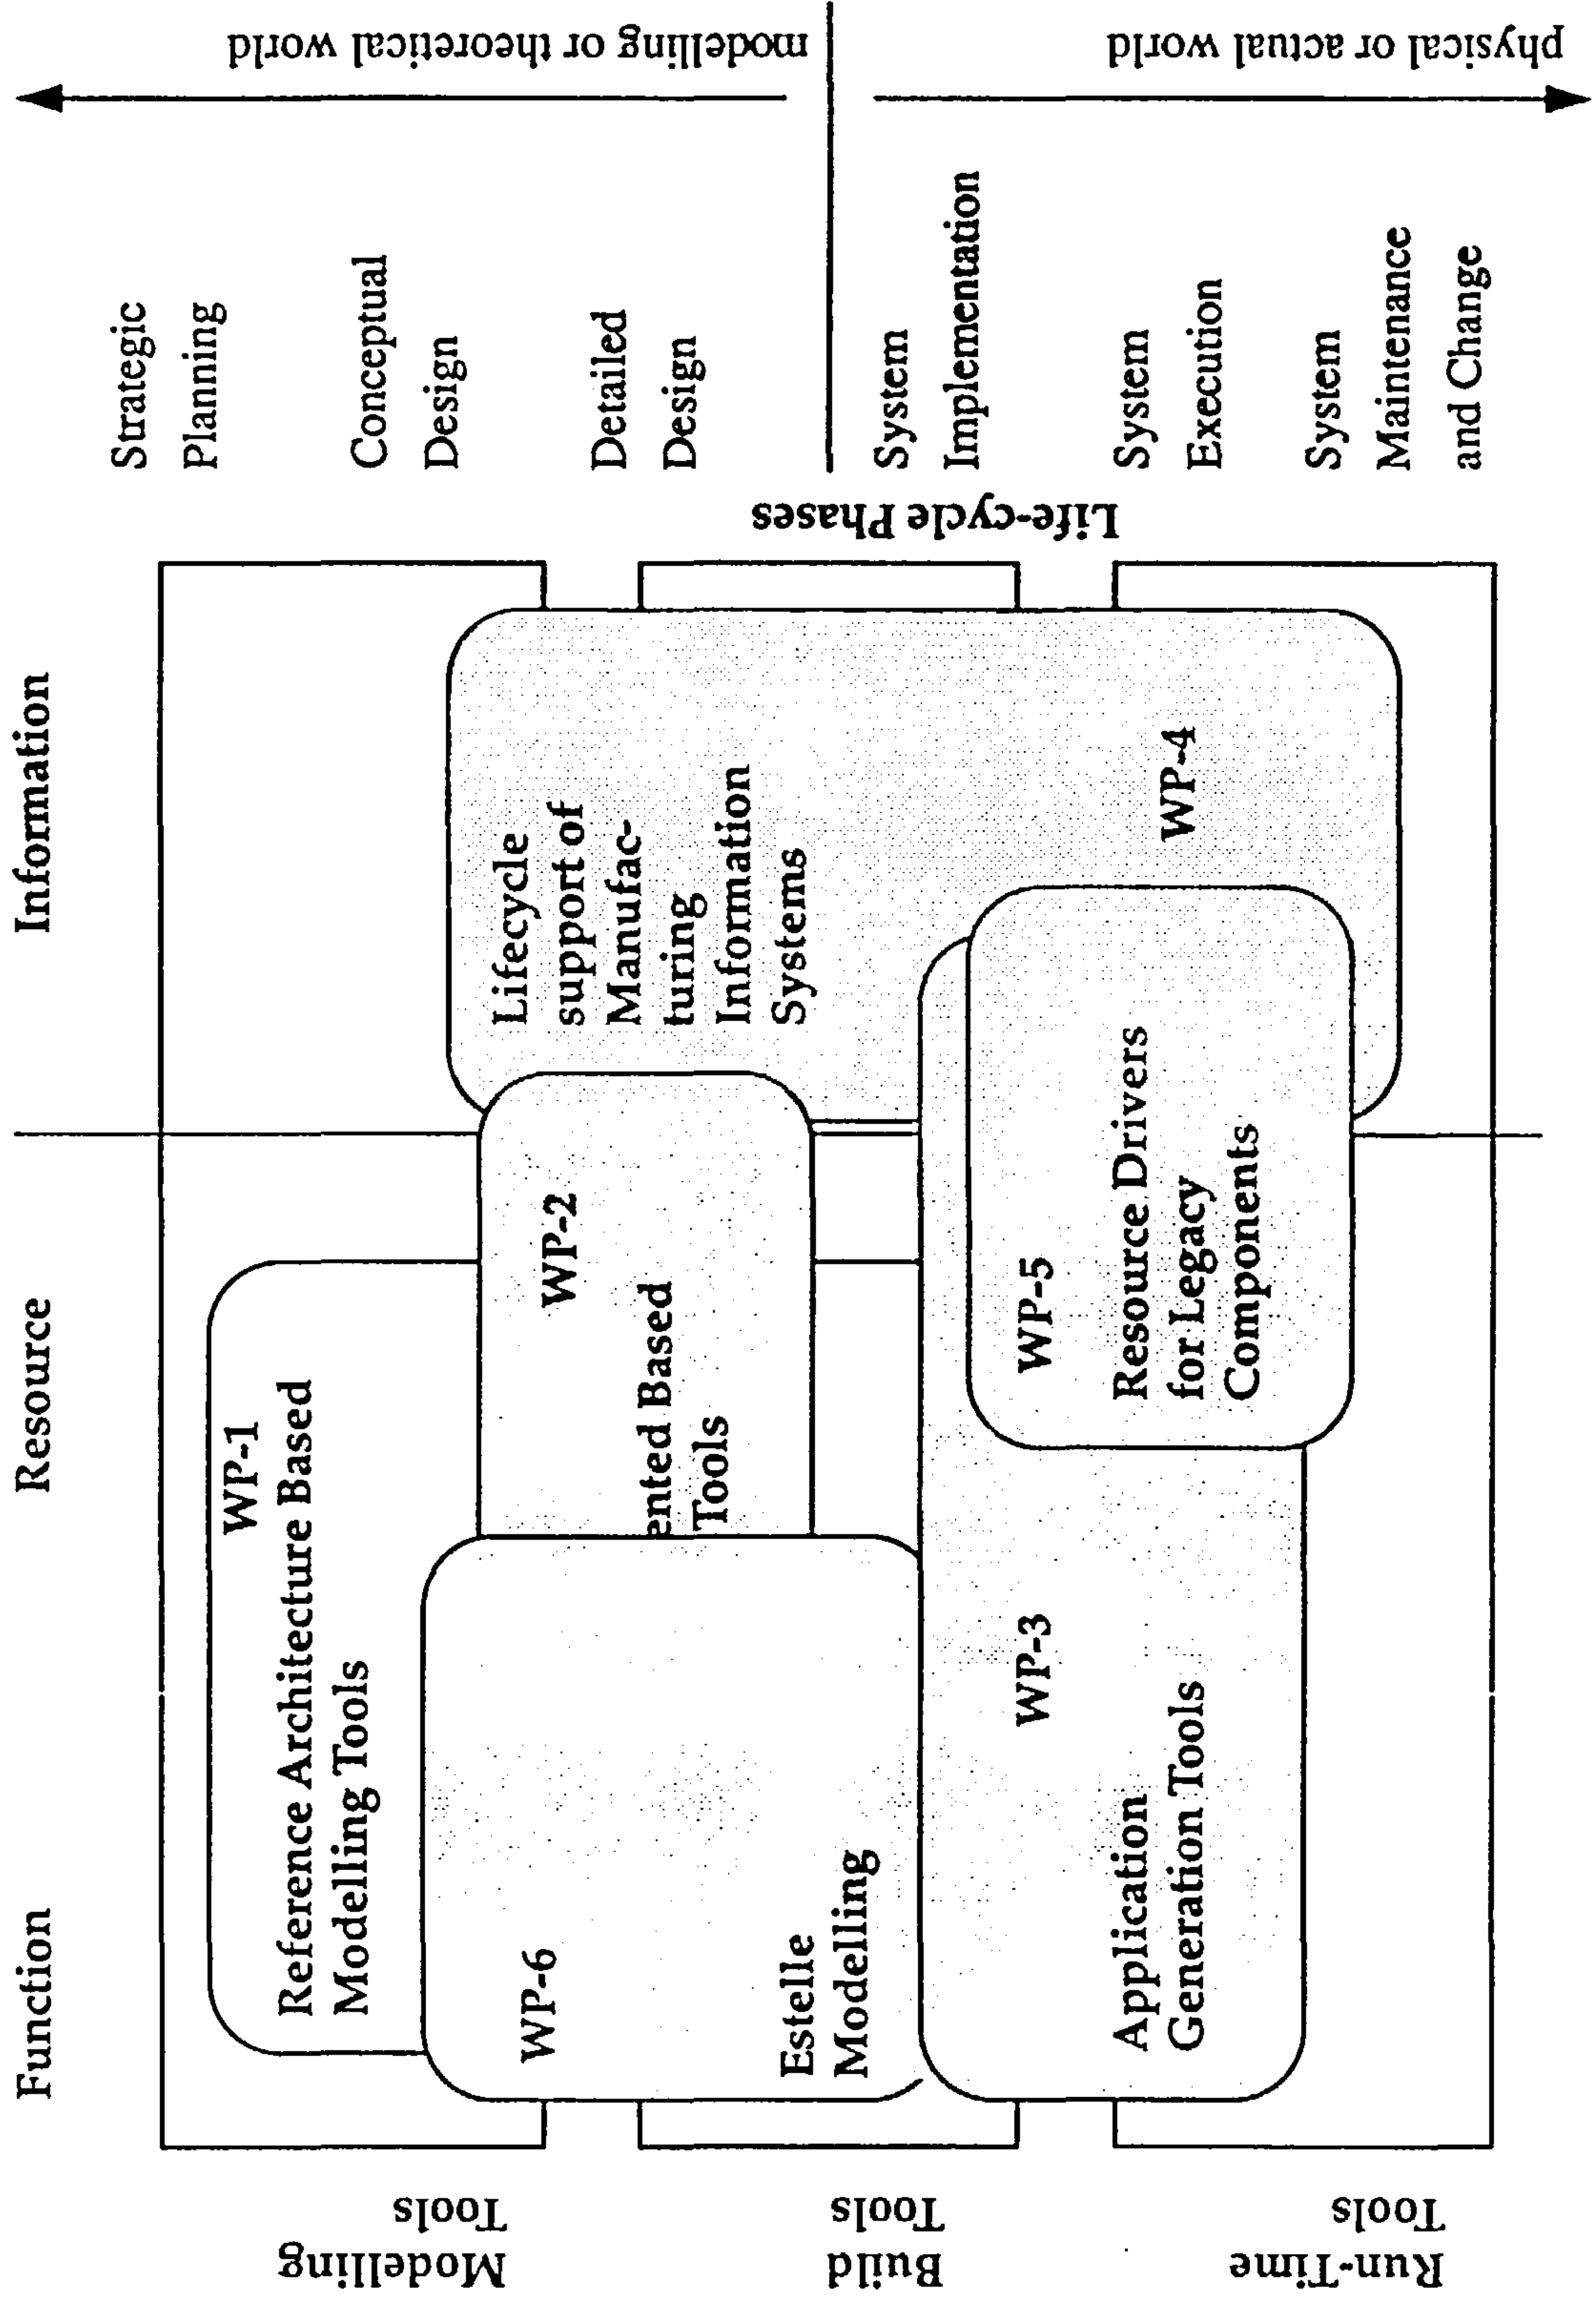 Function
Resource
Information
Modelling
Tools
Build
Tools
Run-Time
Tools
WP-1
Reference Architecture Based
Modelling Tools
WP-2
ented Based
Tools
WP-6
Estelle
Modelling
Lifecycle
support of
Manufac-
turing
Information
Systems
WP-4
WP-3
Application
Generation Tools
WP-5
Resource Drivers
for Legacy
Components
Life-cycle Phases
Strategic
Planning
Conceptual
Design
Detailed
Design
System
Implementation
System
Execution
System
Maintenance
and Change
modelling or theoretical world
physical or actual world